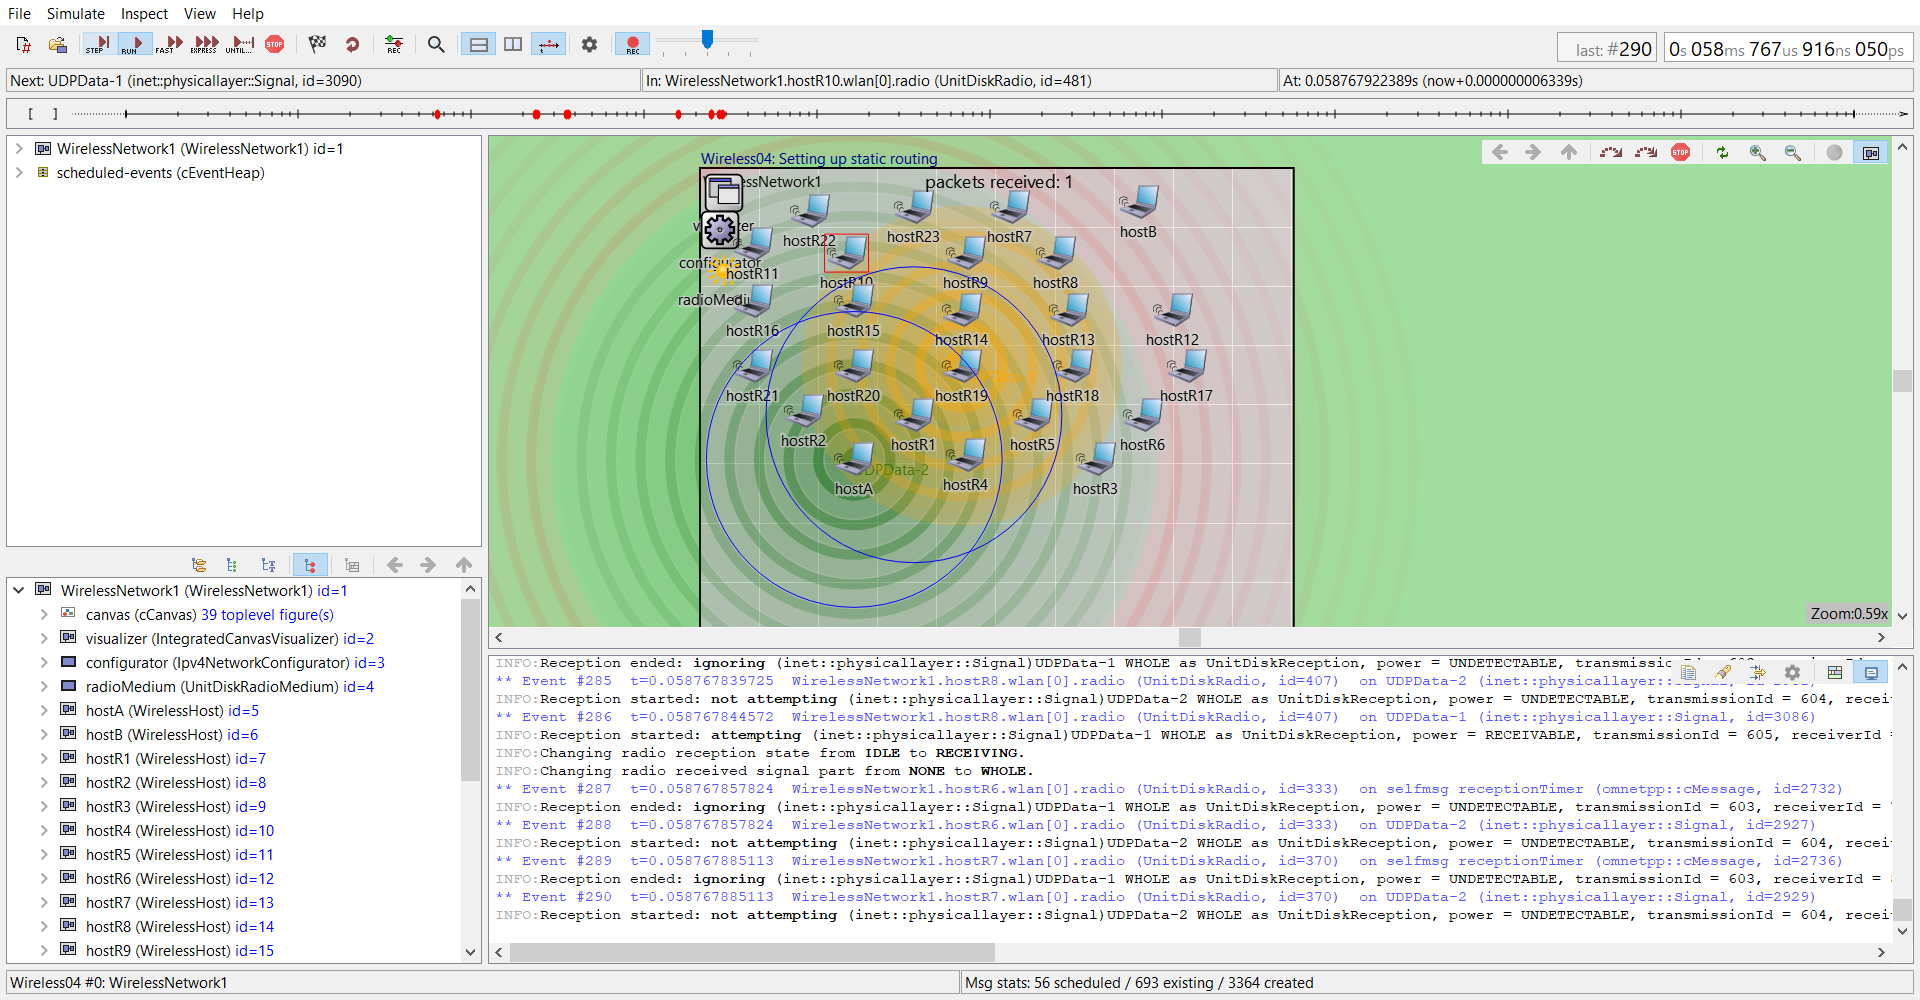 File Simulate Inspect View Help
STEP RUN FAST EXPRESS UNTIL... STOP REC REC
last: #290 0s 058ms 767us 916ns 050ps
Next: UDPData-1 (inet::physicallayer::Signal, id=3090) In: WirelessNetwork1.hostR10.wlan[0].radio (UnitDiskRadio, id=481) At: 0.058767922389s (now+0.000000006339s)
WirelessNetwork1 (WirelessNetwork1) id=1
scheduled-events (cEventHeap)
Wireless04: Setting up static routing
STOP
packets received: 1
hostB
hostR22 hostR23 hostR7
configurator
hostR11 hostR10 hostR9 hostR8
hostR16 hostR15 hostR14 hostR13 hostR12
hostR21 hostR20 hostR19 hostR18 hostR17
hostR2 hostR1 hostR5 hostR6
hostA hostR4 hostR3
Zoom:0.59x
WirelessNetwork1 (WirelessNetwork1) id=1
canvas (cCanvas) 39 toplevel figure(s)
visualizer (IntegratedCanvasVisualizer) id=2
configurator (Ipv4NetworkConfigurator) id=3
radioMedium (UnitDiskRadioMedium) id=4
hostA (WirelessHost) id=5
hostB (WirelessHost) id=6
hostR1 (WirelessHost) id=7
hostR2 (WirelessHost) id=8
hostR3 (WirelessHost) id=9
hostR4 (WirelessHost) id=10
hostR5 (WirelessHost) id=11
hostR6 (WirelessHost) id=12
hostR7 (WirelessHost) id=13
hostR8 (WirelessHost) id=14
hostR9 (WirelessHost) id=15
INFO:Reception ended: ignoring (inet::physicallayer::Signal)UDPData-1 WHOLE as UnitDiskReception, power = UNDETECTABLE,
** Event #285 t=0.058767839725 WirelessNetwork1.hostR8.wlan[0].radio (UnitDiskRadio, id=407) on UDPData-2 (inet::physicallayer::
INFO:Reception started: not attempting (inet::physicallayer::Signal)UDPData-2 WHOLE as UnitDiskReception, power = UNDETECTABLE, transmissionId = 604, recei
** Event #286 t=0.058767844572 WirelessNetwork1.hostR8.wlan[0].radio (UnitDiskRadio, id=407) on UDPData-1 (inet::physicallayer::Signal, id=3086)
INFO:Reception started: attempting (inet::physicallayer::Signal)UDPData-1 WHOLE as UnitDiskReception, power = RECEIVABLE, transmissionId = 605, receiverId =
INFO:Changing radio reception state from IDLE to RECEIVING.
INFO:Changing radio received signal part from NONE to WHOLE.
** Event #287 t=0.058767857824 WirelessNetwork1.hostR6.wlan[0].radio (UnitDiskRadio, id=333) on selfmsg receptionTimer (omnetpp::cMessage, id=2732)
INFO:Reception ended: ignoring (inet::physicallayer::Signal)UDPData-1 WHOLE as UnitDiskReception, power = UNDETECTABLE, transmissionId = 603, receiverId =
** Event #288 t=0.058767857824 WirelessNetwork1.hostR6.wlan[0].radio (UnitDiskRadio, id=333) on UDPData-2 (inet::physicallayer::Signal, id=2927)
INFO:Reception started: not attempting (inet::physicallayer::Signal)UDPData-2 WHOLE as UnitDiskReception, power = UNDETECTABLE, transmissionId = 604, recei
** Event #289 t=0.058767885113 WirelessNetwork1.hostR7.wlan[0].radio (UnitDiskRadio, id=370) on selfmsg receptionTimer (omnetpp::cMessage, id=2736)
INFO:Reception ended: ignoring (inet::physicallayer::Signal)UDPData-1 WHOLE as UnitDiskReception, power = UNDETECTABLE, transmissionId = 603, receiverId =
** Event #290 t=0.058767885113 WirelessNetwork1.hostR7.wlan[0].radio (UnitDiskRadio, id=370) on UDPData-2 (inet::physicallayer::Signal, id=2929)
INFO:Reception started: not attempting (inet::physicallayer::Signal)UDPData-2 WHOLE as UnitDiskReception, power = UNDETECTABLE, transmissionId = 604, recei
Wireless04 #0: WirelessNetwork1 Msg stats: 56 scheduled / 693 existing / 3364 created